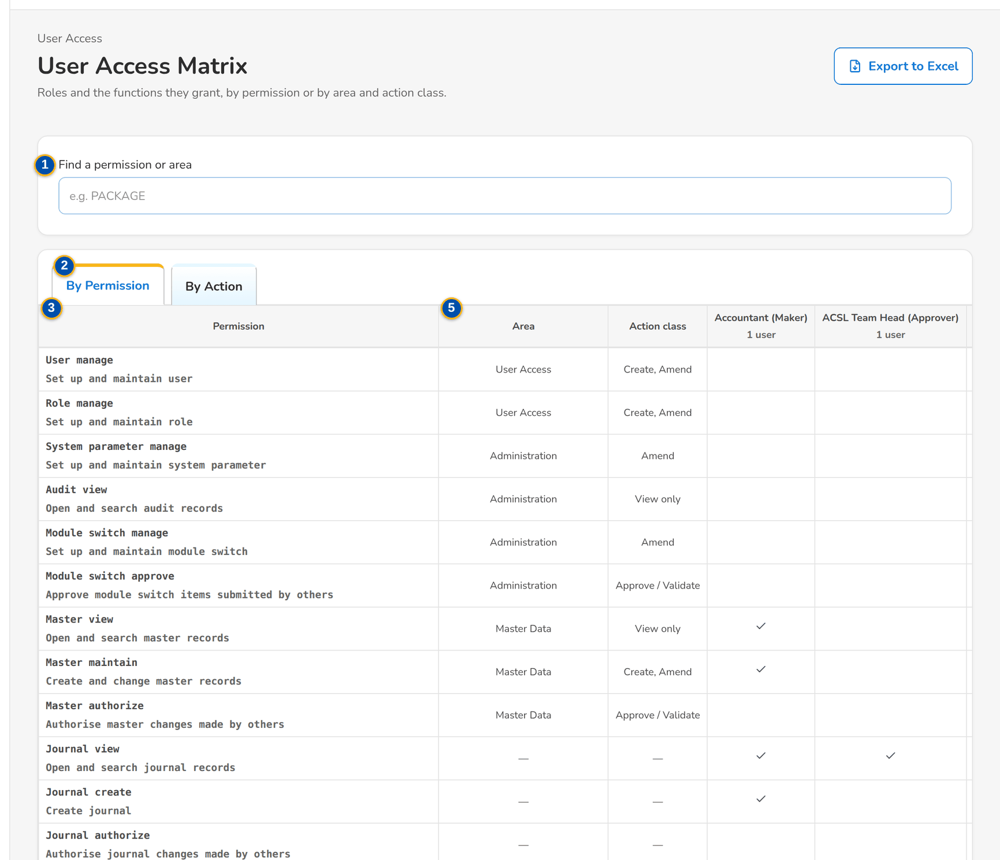 User Access
User Access Matrix
Export to Excel
Roles and the functions they grant, by permission or by area and action class.
1 Find a permission or area
e.g. PACKAGE
2
By Permission By Action
3 5
Permission Area Action class Accountant (Maker) ACSL Team Head (Approver)
1 user 1 user
User manage
Set up and maintain user
User Access Create, Amend
Role manage
Set up and maintain role
User Access Create, Amend
System parameter manage
Set up and maintain system parameter
Administration Amend
Audit view
Open and search audit records
Administration View only
Module switch manage
Set up and maintain module switch
Administration Amend
Module switch approve
Approve module switch items submitted by others
Administration Approve / Validate
Master view
Open and search master records
Master Data View only ✓
Master maintain
Create and change master records
Master Data Create, Amend ✓
Master authorize
Authorise master changes made by others
Master Data Approve / Validate
Journal view
Open and search journal records
— — ✓ ✓
Journal create
Create journal
— — ✓
Journal authorize
Authorise journal changes made by others
— —